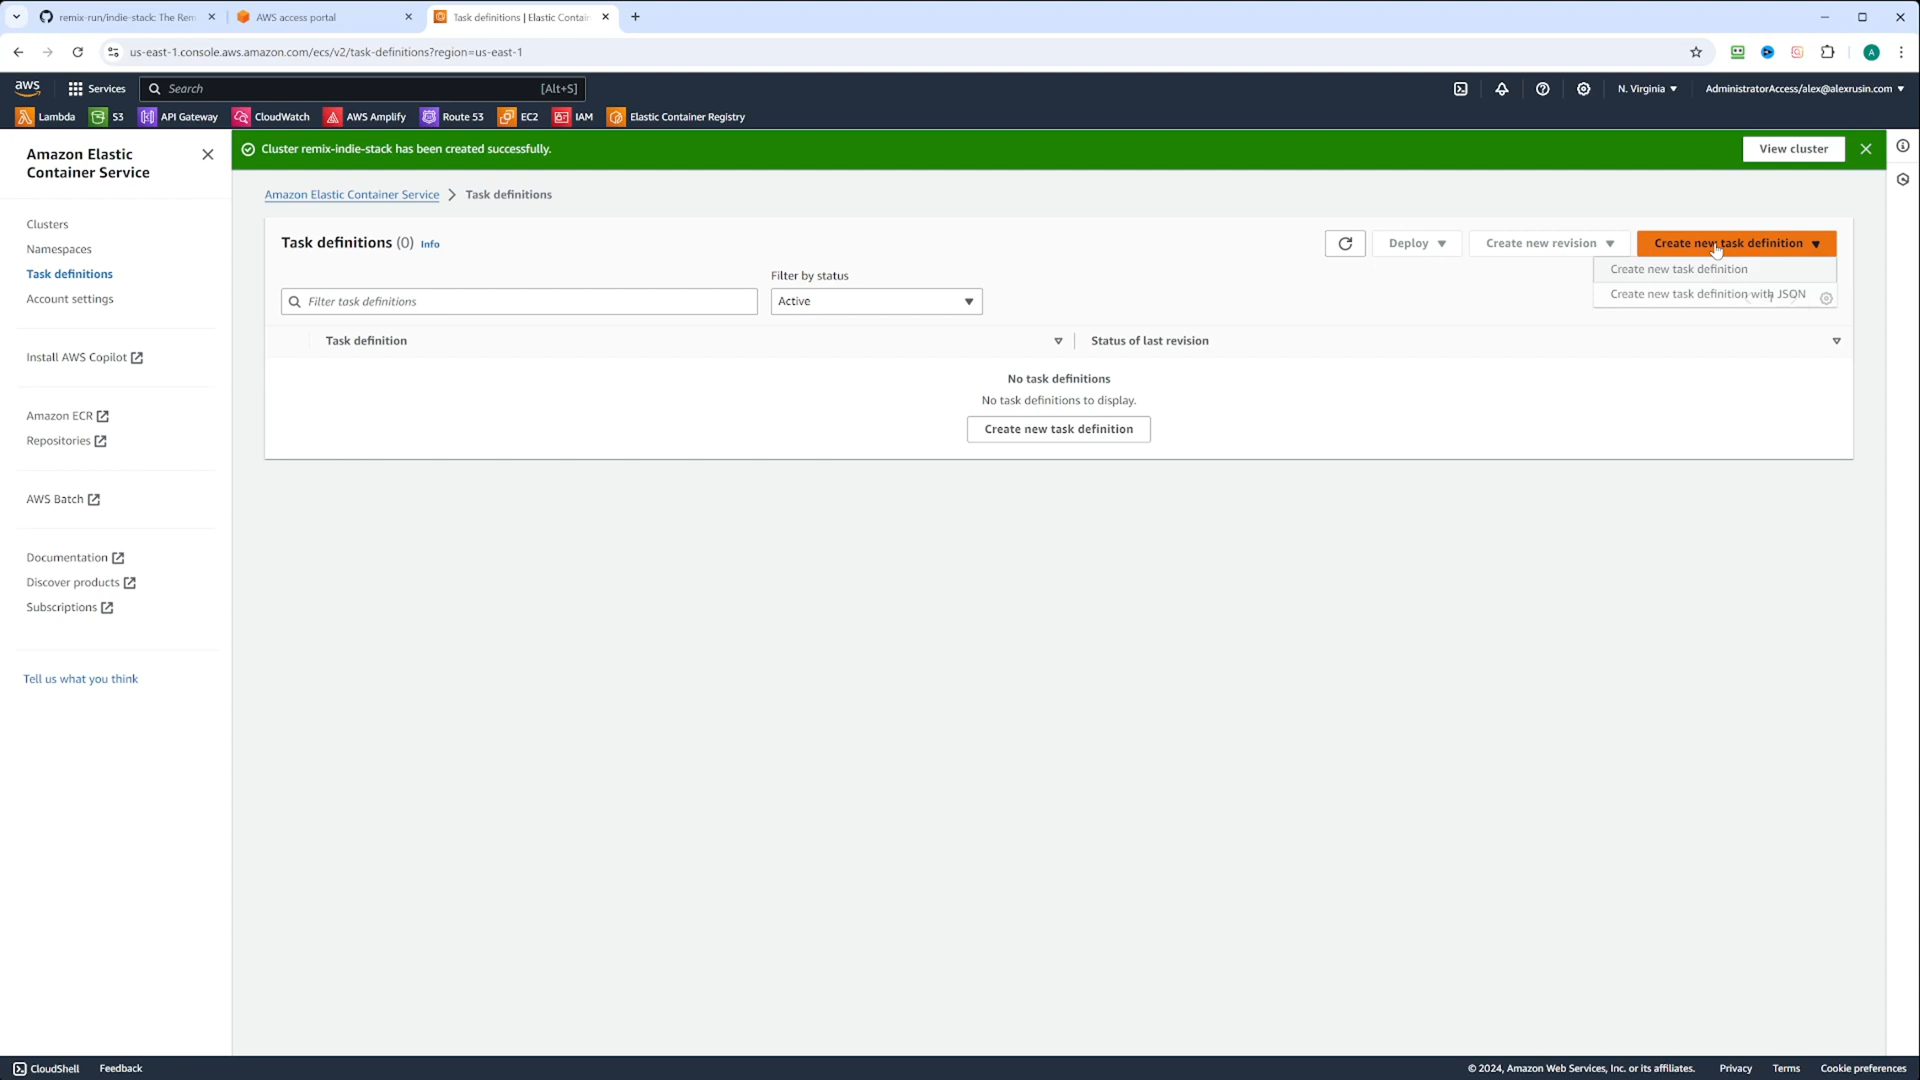 remix-run/indie-stack: The Rem
AWS access portal
Task definitions | Elastic Contain
us-east-1.console.aws.amazon.com/ecs/v2/task-definitions?region=us-east-1
A
aws
Services
Search
[Alt+S]
N. Virginia
AdministratorAccess/alex@alexrusin.com
Lambda
S3
API Gateway
CloudWatch
AWS Amplify
Route 53
EC2
IAM
Elastic Container Registry
Amazon Elastic
Container Service
Clusters
Namespaces
Task definitions
Account settings
Install AWS Copilot
Amazon ECR
Repositories
AWS Batch
Documentation
Discover products
Subscriptions
Tell us what you think
Cluster remix-indie-stack has been created successfully.
View cluster
Amazon Elastic Container Service
Task definitions
Task definitions (0) Info
Deploy
Create new revision
Create new task definition
Create new task definition
Create new task definition with JSON
Filter by status
Filter task definitions
Active
Task definition
Status of last revision
No task definitions
No task definitions to display.
Create new task definition
CloudShell
Feedback
© 2024, Amazon Web Services, Inc. or its affiliates.
Privacy
Terms
Cookie preferences